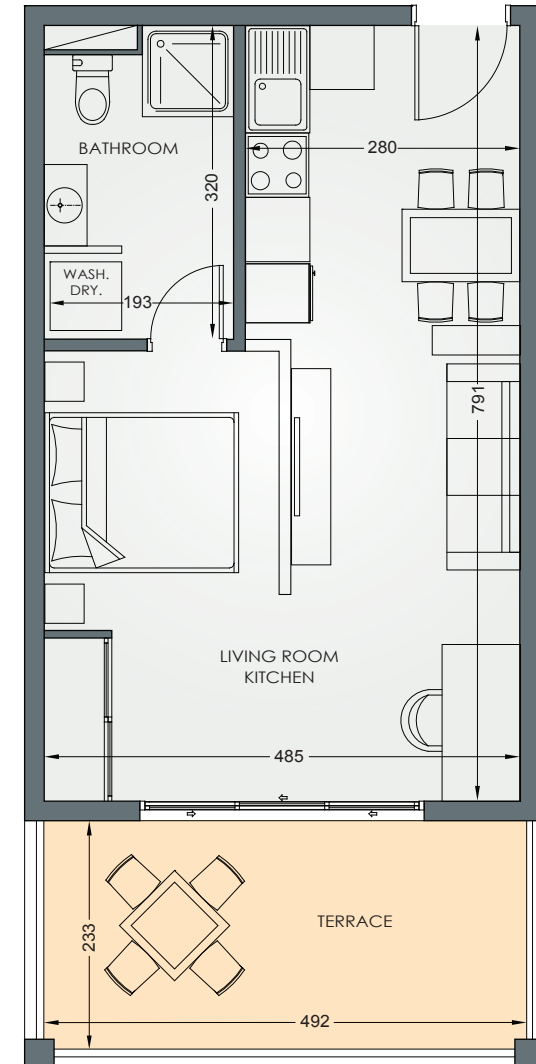 BATHROOM
320
280
WASH.
DRY.
193
791
LIVING ROOM
KITCHEN
485
233
TERRACE
492